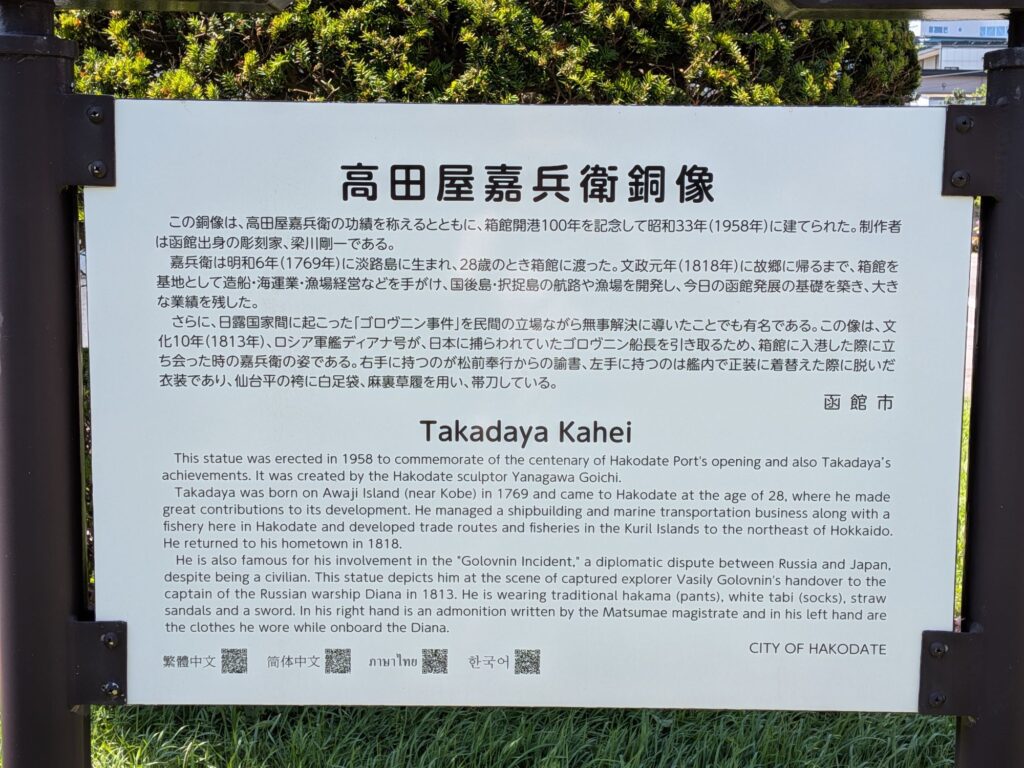 高田屋嘉兵衛銅像
この銅像は、高田屋嘉兵衛の功績を称えるとともに、箱館開港100年を記念して昭和33年(1958年)に建てられた。制作者
は函館出身の彫刻家、梁川剛一である。
嘉兵衛は明和6年(1769年)に淡路島に生まれ、28歳のとき箱館に渡った。文政元年(1818年)に故郷に帰るまで、箱館を
基地として造船・海運業・漁場経営などを手がけ、国後島・択捉島の航路や漁場を開発し、今日の函館発展の基礎を築き、大き
な業績を残した。
さらに、日露国家間に起こった「ゴロヴニン事件」を民間の立場ながら無事解決に導いたことでも有名である。この像は、文
化10年(1813年)、ロシア軍艦ディアナ号が、日本に捕らわれていたゴロヴニン船長を引き取るため、箱館に入港した際に立
ち会った時の嘉兵衛の姿である。右手に持つのが松前奉行からの諭書、左手に持つのは艦内で正装に着替えた際に脱いだ
衣装であり、仙台平の袴に白足袋、麻裏草履を用い、帯刀している。
函館市
Takadaya Kahei
This statue was erected in 1958 to commemorate of the centenary of Hakodate Port's opening and also Takadaya's
achievements. It was created by the Hakodate sculptor Yanagawa Goichi.
Takadaya was born on Awaji Island (near Kobe) in 1769 and came to Hakodate at the age of 28, where he made
great contributions to its development. He managed a shipbuilding and marine transportation business along with a
fishery here in Hakodate and developed trade routes and fisheries in the Kuril Islands to the northeast of Hokkaido.
He returned to his hometown in 1818.
He is also famous for his involvement in the "Golovnin Incident," a diplomatic dispute between Russia and Japan,
despite being a civilian. This statue depicts him at the scene of captured explorer Vasily Golovnin's handover to the
captain of the Russian warship Diana in 1813. He is wearing traditional hakama (pants), white tabi (socks), straw
sandals and a sword. In his right hand is an admonition written by the Matsumae magistrate and in his left hand are
the clothes he wore while onboard the Diana.
CITY OF HAKODATE
繁體中文 简体中文 ภาษาไทย 한국어